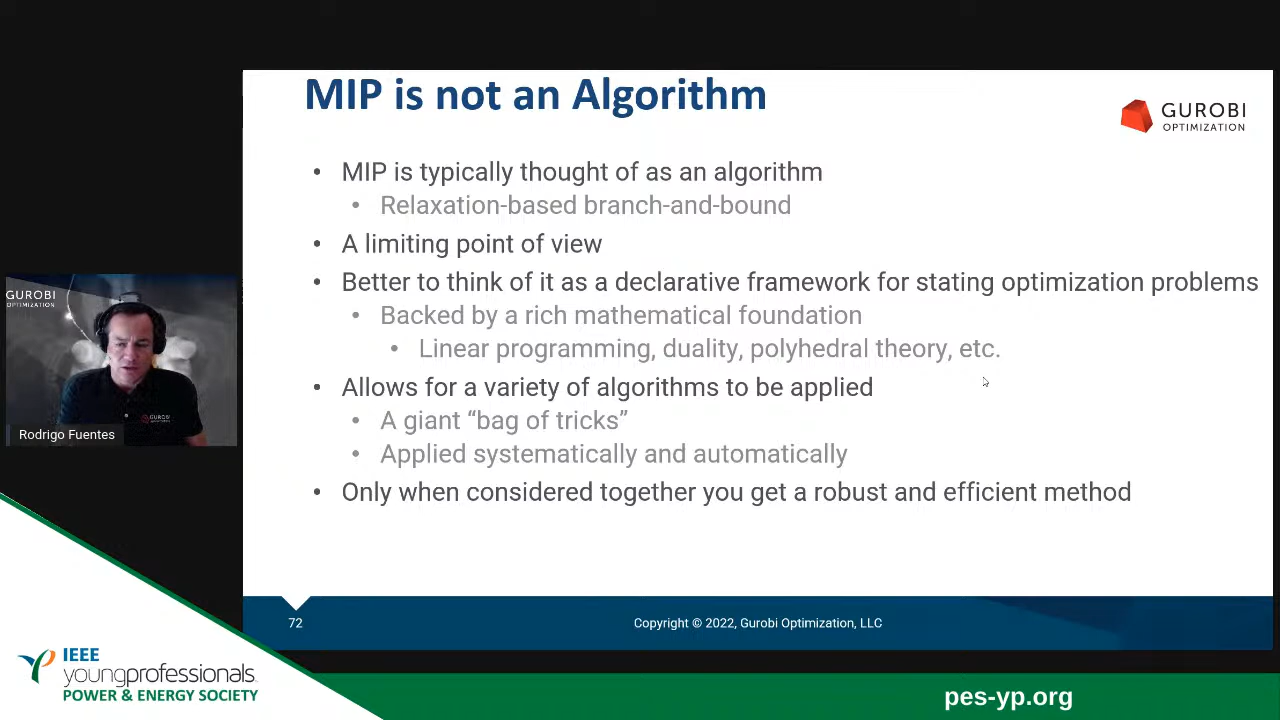 MIP is not an Algorithm
GUROBI
OPTIMIZATION
• MIP is typically thought of as an algorithm
• Relaxation-based branch-and-bound
• A limiting point of view
• Better to think of it as a declarative framework for stating optimization problems
• Backed by a rich mathematical foundation
• Linear programming, duality, polyhedral theory, etc.
• Allows for a variety of algorithms to be applied
• A giant “bag of tricks”
• Applied systematically and automatically
• Only when considered together you get a robust and efficient method
72
Copyright © 2022, Gurobi Optimization, LLC
GUROBI
OPTIMIZATION
GUROBI
Rodrigo Fuentes
IEEE
youngprofessionals
POWER & ENERGY SOCIETY
pes-yp.org